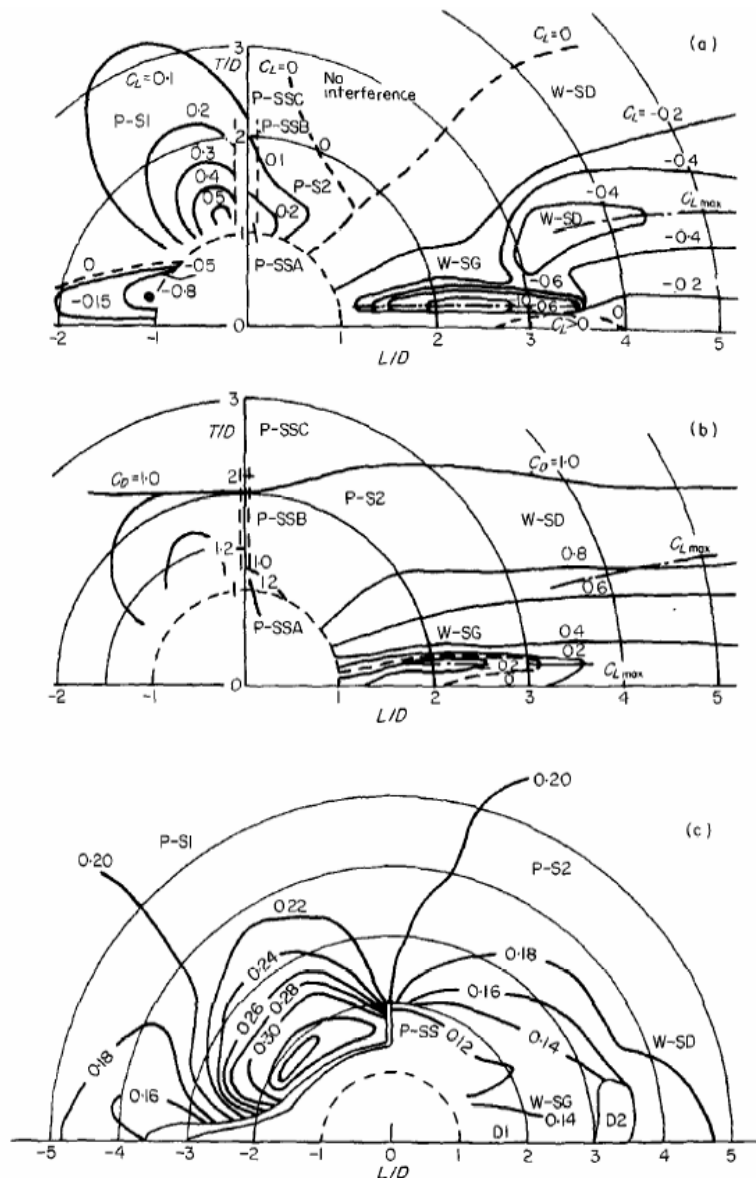 3
T/D
C_L=0.1
C_L=0
C_L=0
(a)
No
interference
P-SSC
P-S1
0.2
W-SD
C_L=-0.2
P-SSB
2
0
0.3
0.1
-0.4
0.4
P-S2
-0.4
0.5
0.2
W-SD
C_L max
1
-0.4
0
-0.5
P-SSA
W-SG
-0.6
-0.8
-0.2
-0.15
-0.6
0
C_L>0
0
-2
-1
1
2
3
4
5
L/D
3
T/D
P-SSC
(b)
C_D=1.0
2
C_D=1.0
P-S2
P-SSB
W-SD
1.2
0.8
C_L max
1.0
1.2
1
0.6
P-SSA
W-SG
0.4
0.2
0.2
C_L max
0
0
-2
-1
1
2
3
4
5
L/D
0.20
(c)
P-S1
0.20
P-S2
0.22
0.24
0.18
0.26
0.28
0.16
0.30
P-SS
0.12
0.14
W-SD
0.18
0.16
W-SG
0.14
D1
D2
-5
-4
-3
-2
-1
0
1
2
3
4
5
L/D